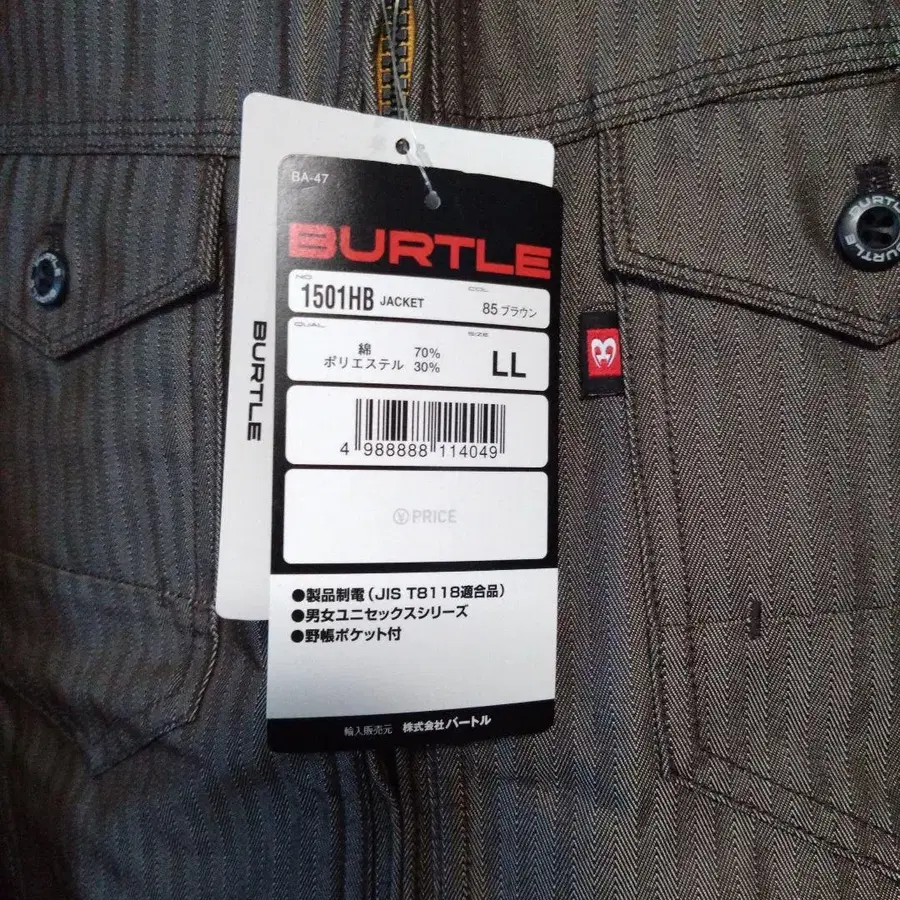 BA-47
BURTLE
NO. COL
1501HB JACKET 85 ブラウン
QUAL SIZE
綿 70%
ポリエステル 30%
LL
4 988888 114049
¥ PRICE
●製品制電(JIS T8118適合品)
●男女ユニセックスシリーズ
●野帳ポケット付
輸入販売元 株式会社バートル
BURTLE
BURTLE
BURTLE
BURTLE